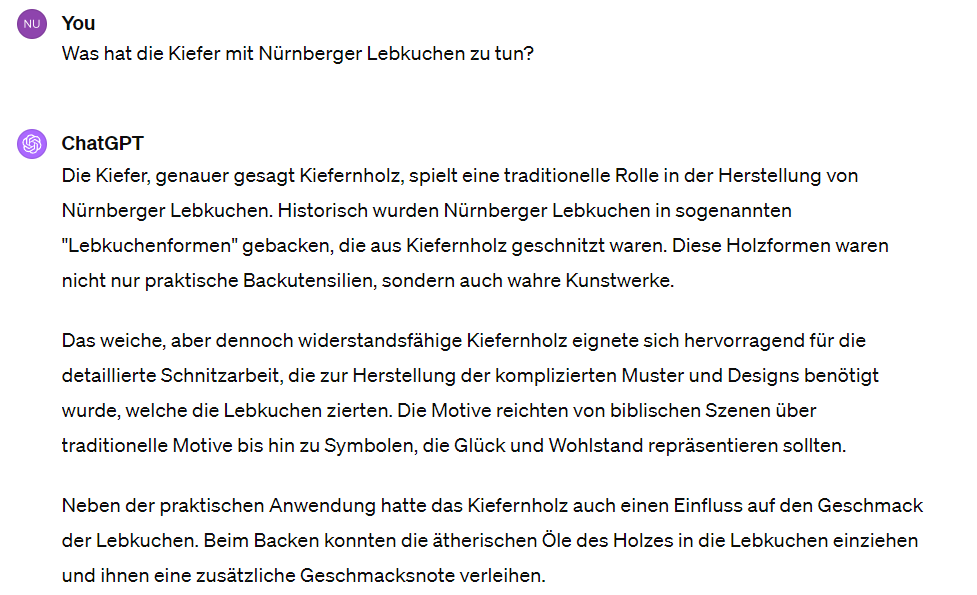 NU
You
Was hat die Kiefer mit Nürnberger Lebkuchen zu tun?
ChatGPT
Die Kiefer, genauer gesagt Kiefernholz, spielt eine traditionelle Rolle in der Herstellung von
Nürnberger Lebkuchen. Historisch wurden Nürnberger Lebkuchen in sogenannten
"Lebkuchenformen" gebacken, die aus Kiefernholz geschnitzt waren. Diese Holzformen waren
nicht nur praktische Backutensilien, sondern auch wahre Kunstwerke.
Das weiche, aber dennoch widerstandsfähige Kiefernholz eignete sich hervorragend für die
detaillierte Schnitzarbeit, die zur Herstellung der komplizierten Muster und Designs benötigt
wurde, welche die Lebkuchen zierten. Die Motive reichten von biblischen Szenen über
traditionelle Motive bis hin zu Symbolen, die Glück und Wohlstand repräsentieren sollten.
Neben der praktischen Anwendung hatte das Kiefernholz auch einen Einfluss auf den Geschmack
der Lebkuchen. Beim Backen konnten die ätherischen Öle des Holzes in die Lebkuchen einziehen
und ihnen eine zusätzliche Geschmacksnote verleihen.